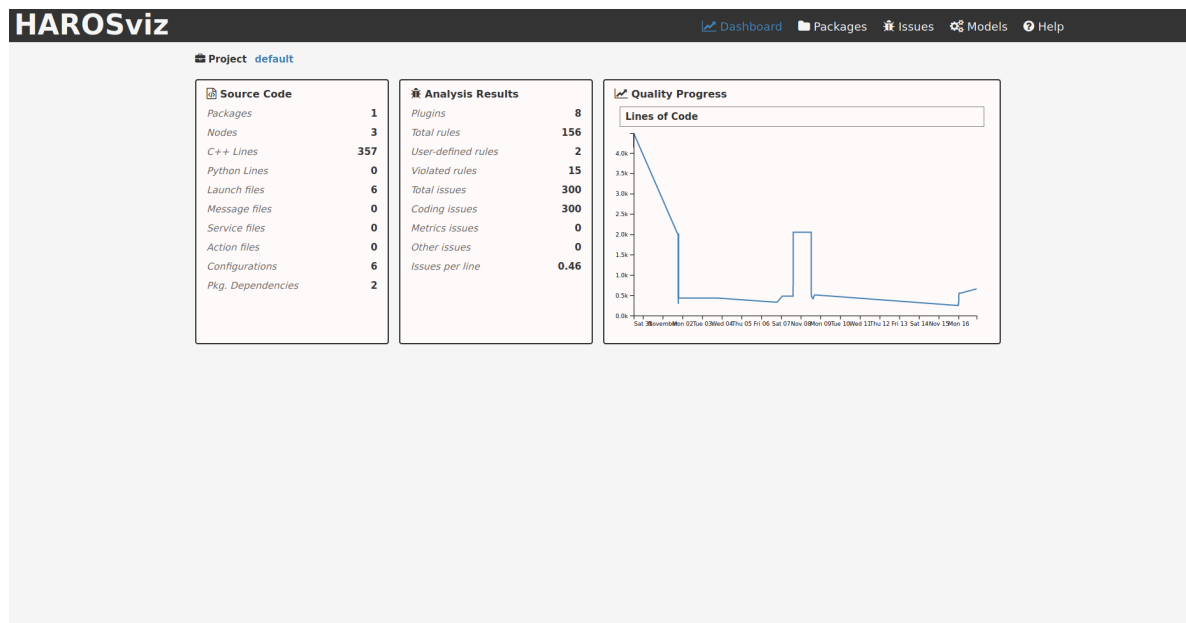 HAROSviz
Dashboard Packages Issues Models Help
Project default
Source Code
Packages 1
Nodes 3
C++ Lines 357
Python Lines 0
Launch files 6
Message files 0
Service files 0
Action files 0
Configurations 6
Pkg. Dependencies 2
Analysis Results
Plugins 8
Total rules 156
User-defined rules 2
Violated rules 15
Total issues 300
Coding issues 300
Metrics issues 0
Other issues 0
Issues per line 0.46
Quality Progress
Lines of Code
4.0k
3.5k
3.0k
2.5k
2.0k
1.5k
1.0k
0.5k
0.0k
Sat 31 November Mon 02 Tue 03 Wed 04 Thu 05 Fri 06 Sat 07 Nov 08 Mon 09 Tue 10 Wed 11 Thu 12 Fri 13 Sat 14 Nov 15 Mon 16